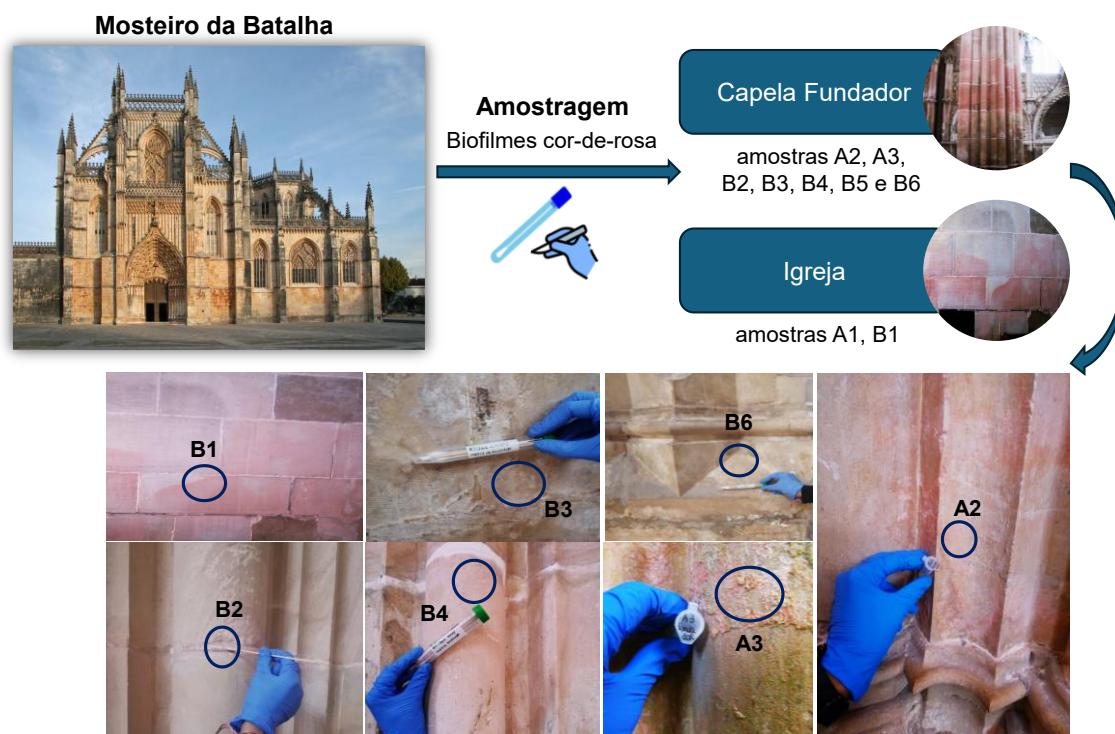 Mosteiro da Batalha
Amostragem
Biofilmes cor-de-rosa
Capela Fundador
amostras A2, A3,
B2, B3, B4, B5 e B6
Igreja
amostras A1, B1
B1
B3
B6
A2
B2
B4
A3